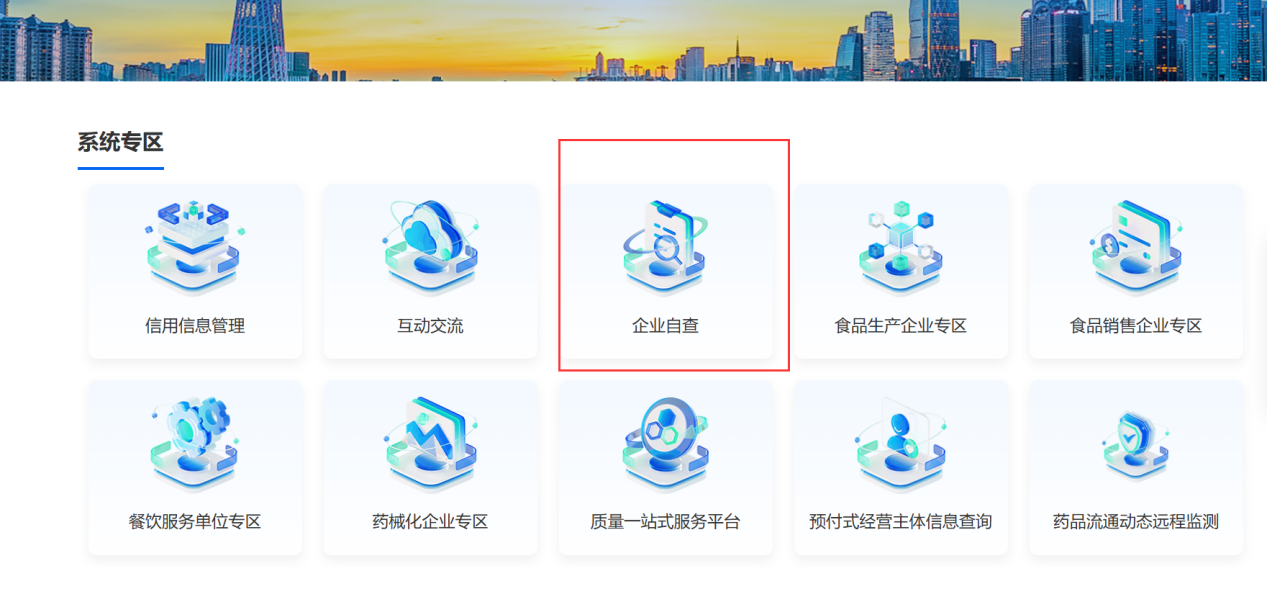 系统专区
信用信息管理
互动交流
企业自查
食品生产企业专区
食品销售企业专区
餐饮服务单位专区
药械化企业专区
质量一站式服务平台
预付式经营主体信息查询
药品流通动态远程监测